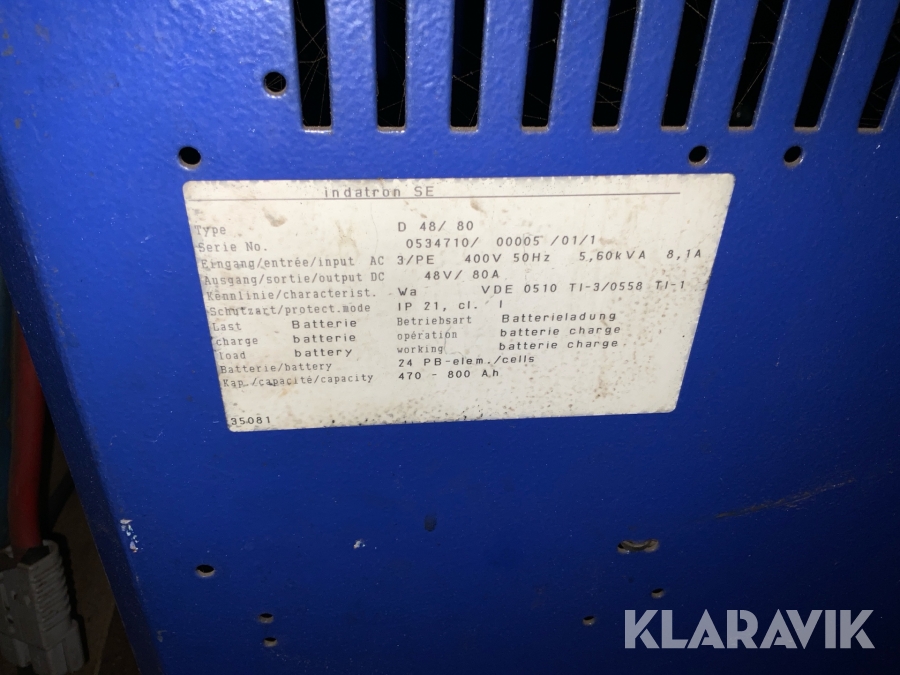 indatron SE
Type D 48/ 80
Serie No. 0534710/ 00005 /01/1
Eingang/entrée/input AC 3/PE 400V 50Hz 5,60kVA 8,1A
Ausgang/sortie/output DC 48V/ 80A
Kennlinie/characterist. Wa VDE 0510 TI-3/0558 TI-1
Schutzart/protect.mode IP 21, cl. I
Last Batterie Betriebsart Batterieladung
charge batterie opération batterie charge
load battery working batterie charge.
Batterie/battery 24 PB-elem./cells
Kap./capacité/capacity 470 - 800 Ah
35081
KLARAVIK